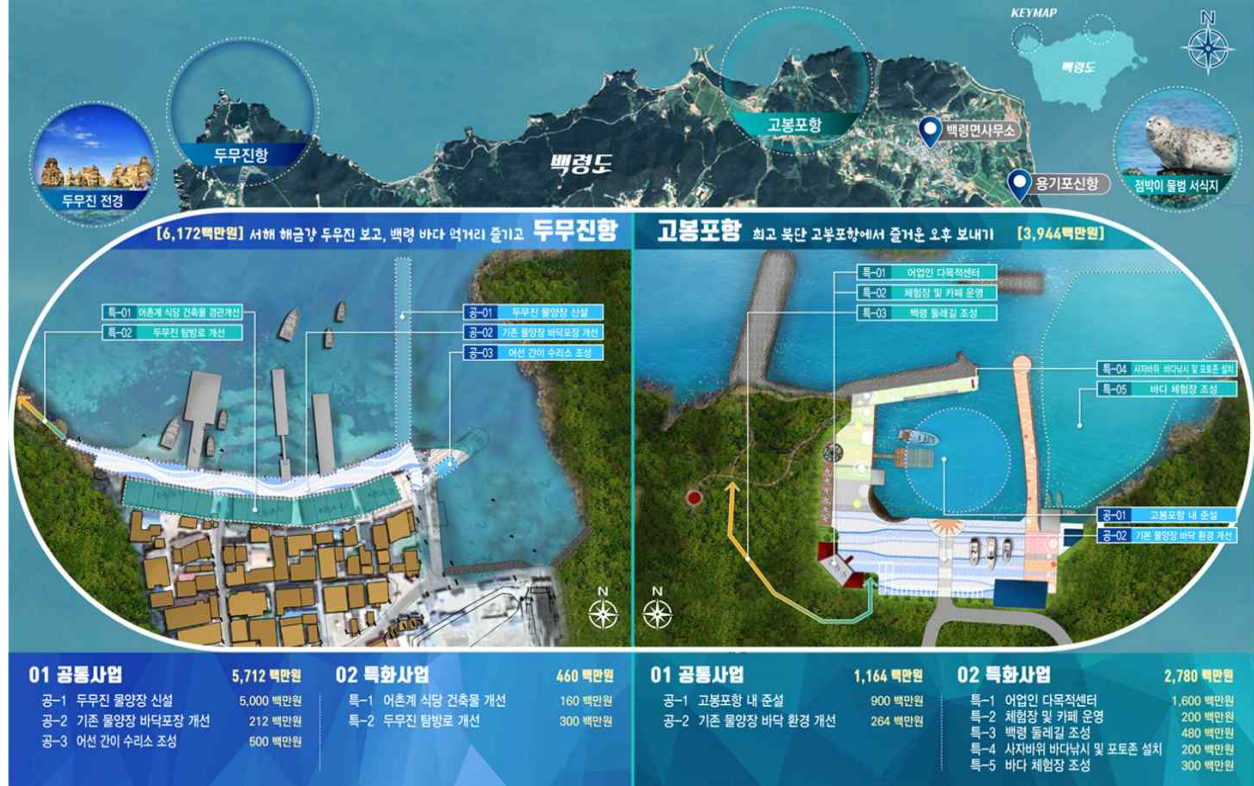 KEYMAP
N
백령도
두무진항
고봉포항
백령면사무소
백령도
용기포신항
두무진 전경
점박이 물범 서식지
[6,172백만원] 서해 해금강 두무진 보고, 백령 바다 먹거리 즐기고 두무진항
특-01 어촌계 식당 건축물 경관개선
특-02 두무진 탐방로 개선
공-01 두무진 물양장 신설
공-02 기존 물양장 바닥포장 개선
공-03 어선 간이 수리소 조성
N
고봉포항 최고 북단 고봉포항에서 즐거운 오후 보내기 [3,944백만원]
특-01 어업인 다목적센터
특-02 체험장 및 카페 운영
특-03 백령 둘레길 조성
특-04 사자바위 바다낚시 및 포토존 설치
특-05 바다 체험장 조성
공-01 고봉포항 내 준설
공-02 기존 물양장 바닥 환경 개선
N
01 공통사업 5,712 백만원
공-1 두무진 물양장 신설 5,000 백만원
공-2 기존 물양장 바닥포장 개선 212 백만원
공-3 어선 간이 수리소 조성 500 백만원
02 특화사업 460 백만원
특-1 어촌계 식당 건축물 개선 160 백만원
특-2 두무진 탐방로 개선 300 백만원
01 공통사업 1,164 백만원
공-1 고봉포항 내 준설 900 백만원
공-2 기존 물양장 바닥 환경 개선 264 백만원
02 특화사업 2,780 백만원
특-1 어업인 다목적센터 1,600 백만원
특-2 체험장 및 카페 운영 200 백만원
특-3 백령 둘레길 조성 480 백만원
특-4 사자바위 바다낚시 및 포토존 설치 200 백만원
특-5 바다 체험장 조성 300 백만원